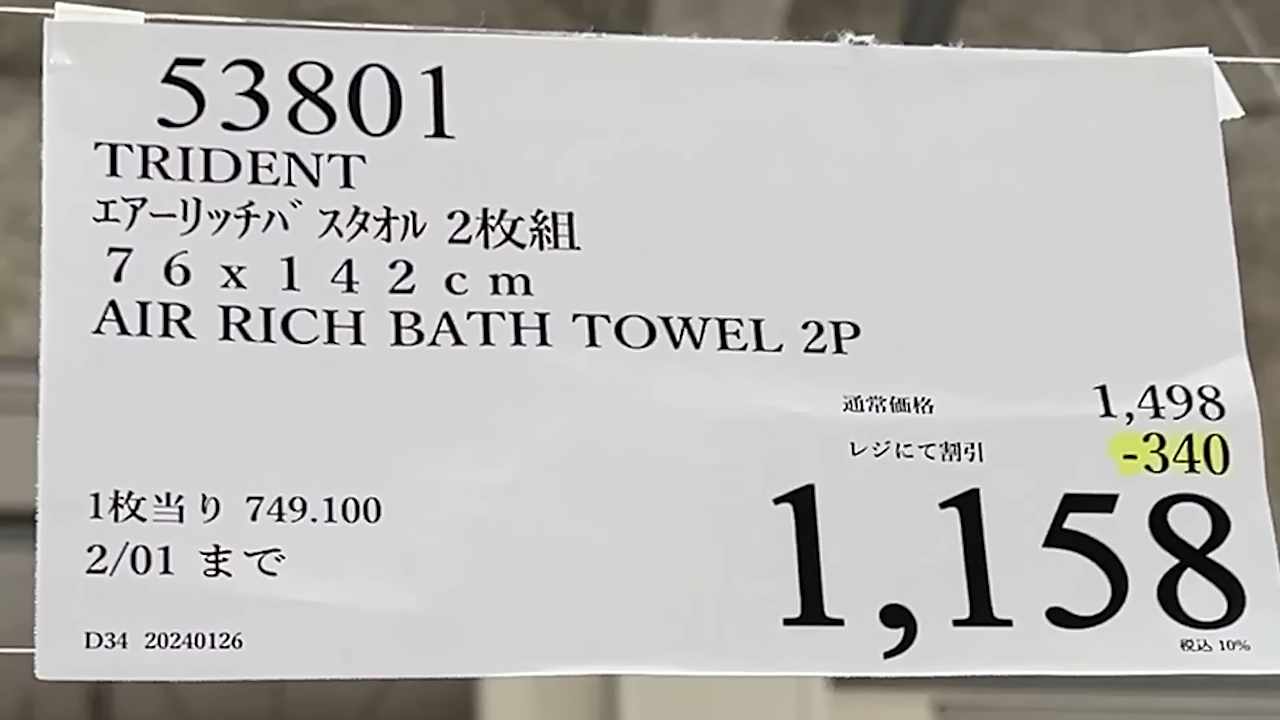 53801
TRIDENT
ｴｱｰﾘｯﾁﾊﾞｽﾀｵﾙ 2枚組
７６ｘ１４２ｃｍ
AIR RICH BATH TOWEL 2P
通常価格 1,498
レジにて割引 -340
1,158
1枚当り 749.100
2/01 まで
D34 20240126
税込 10%